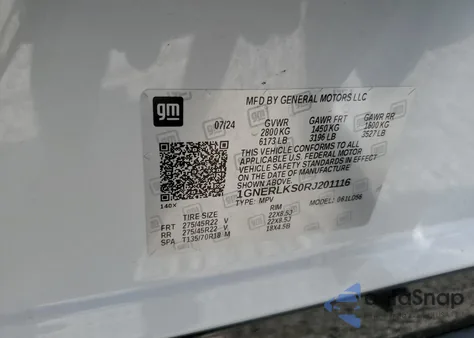 gm
MFD BY GENERAL MOTORS LLC
07/24 GVWR GAWR FRT GAWR RR
2800 KG 1450 KG 1600 KG
6173 LB 3196 LB 3527 LB
THIS VEHICLE CONFORMS TO ALL
APPLICABLE U.S. FEDERAL MOTOR
VEHICLE SAFETY STANDARDS IN
EFFECT ON THE DATE OF
MANUFACTURE SHOWN ABOVE.
1GNERLKS0RJ201116
TYPE: MPV MODEL:
TIRE SIZE RIM
FRT 275/45R22 V 22X8.5J
RR 275/45R22 V 22X8.5J
SPA T135/70R18 M 18X4.5B